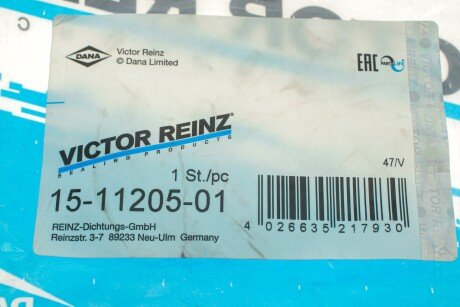 DANA
Victor Reinz
© Dana Limited
EAC
VICTOR REINZ
SEALING PRODUCTS
47/V
1 St./pc
15-11205-01
REINZ-Dichtungs-GmbH
Reinzstr. 3-7 89233 Neu-Ulm Germany
4 026635 217930